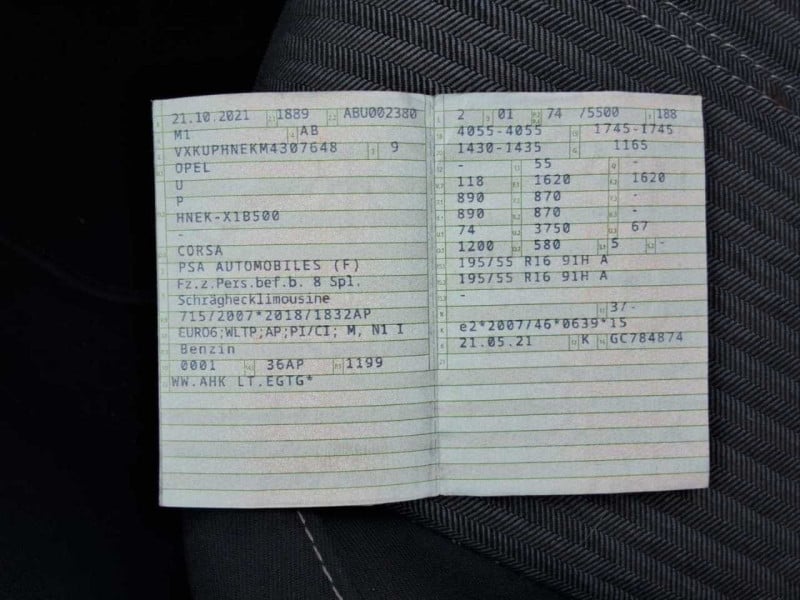 21.10.2021 1889 ABU002380
M1 AB
VXKUPHNEKM4307648 9
OPEL
U
P
HNEK-X1B500
-
CORSA
PSA AUTOMOBILES (F)
Fz.z.Pers.bef.b. 8 Spl.
Schräghecklimousine
715/2007*2018/1832AP
EURO6;WLTP;AP;PI/CI; M, N1 I
Benzin
0001 36AP 1199
WW.AHK LT.EGTG*
2 01 74 /5500 188
4055-4055 1745-1745
1430-1435 1165
- 55 -
118 1620 1620
890 870 -
890 870 -
74 3750 67
1200 580 5 -
195/55 R16 91H A
195/55 R16 91H A
-
3/-
e2*2007/46*0639*15
21.05.21 K GC784874